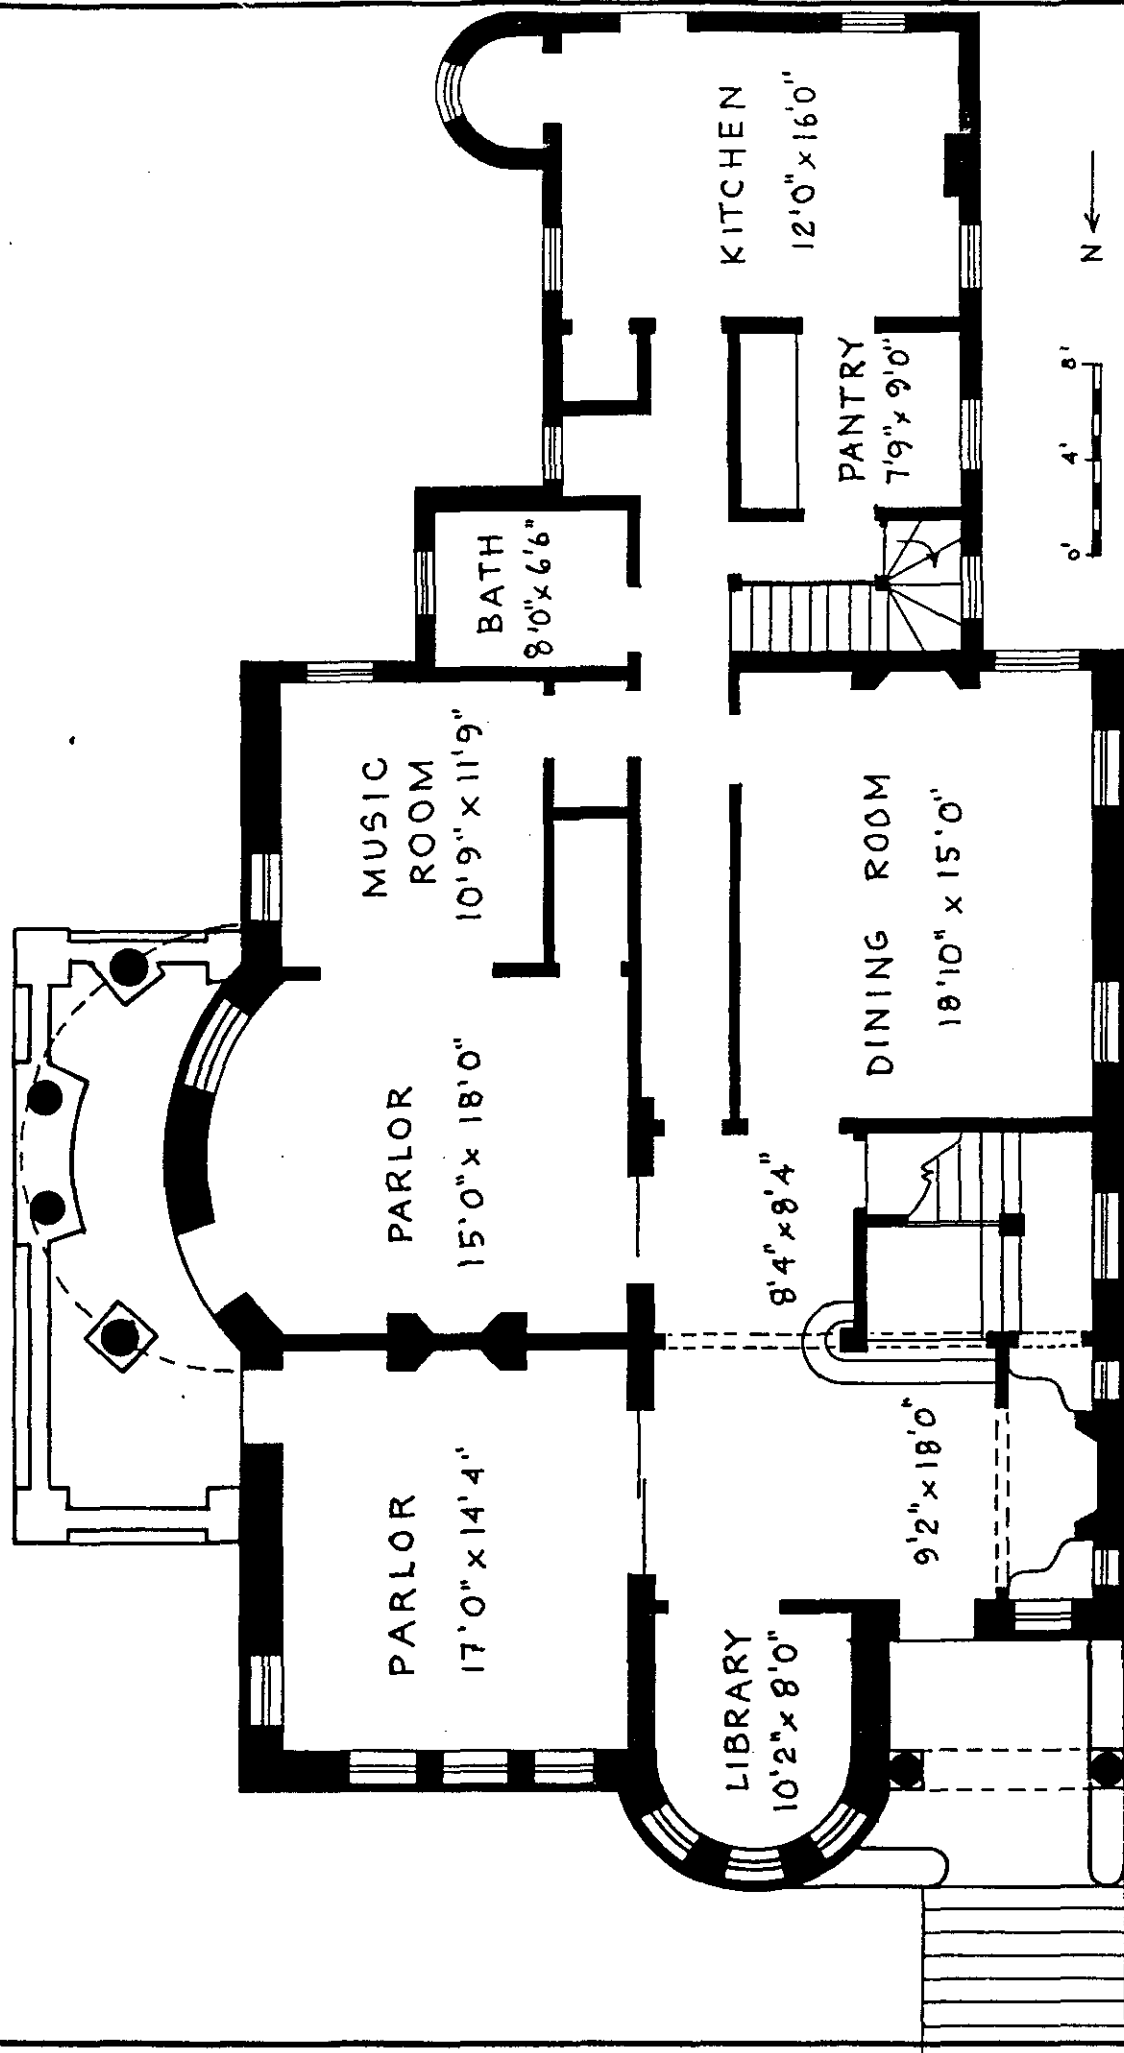 KITCHEN
12'0" x 16'0"
PANTRY
7'9" x 9'0"
BATH
8'0" x 6'6"
MUSIC
ROOM
10'9" x 11'9"
DINING ROOM
18'10" x 15'0"
PARLOR
15'0" x 18'0"
8'4" x 8'4"
PARLOR
17'0" x 14'4"
9'2" x 18'0"
LIBRARY
10'2" x 8'0"
N
0' 4' 8'